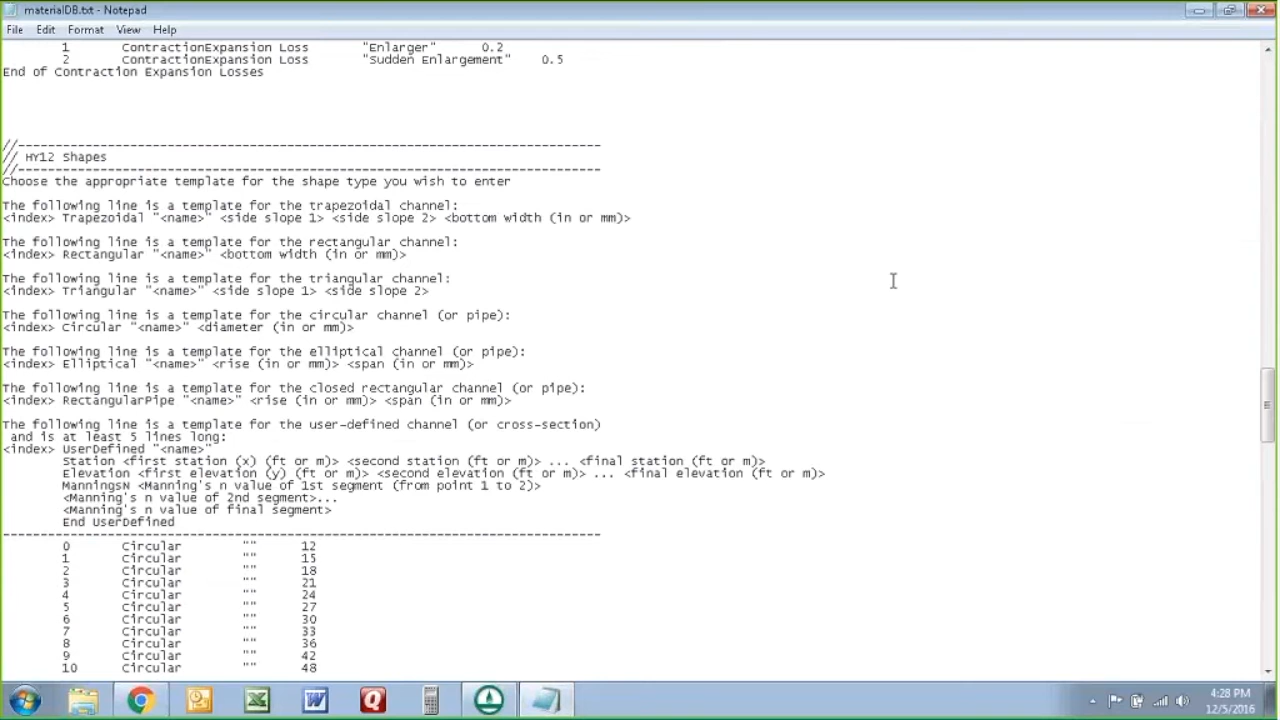 materialDB.txt - Notepad
File Edit Format View Help
1 ContractionExpansion Loss "Enlarger" 0.2
2 ContractionExpansion Loss "Sudden Enlargement" 0.5
End of Contraction Expansion Losses
//------------------------------------------------------------------------------
// HY12 Shapes
//------------------------------------------------------------------------------
Choose the appropriate template for the shape type you wish to enter
The following line is a template for the trapezoidal channel:
<index> Trapezoidal "<name>" <side slope 1> <side slope 2> <bottom width (in or mm)>
The following line is a template for the rectangular channel:
<index> Rectangular "<name>" <bottom width (in or mm)>
The following line is a template for the triangular channel:
<index> Triangular "<name>" <side slope 1> <side slope 2>
The following line is a template for the circular channel (or pipe):
<index> Circular "<name>" <diameter (in or mm)>
The following line is a template for the elliptical channel (or pipe):
<index> Elliptical "<name>" <rise (in or mm)> <span (in or mm)>
The following line is a template for the closed rectangular channel (or pipe):
<index> RectangularPipe "<name>" <rise (in or mm)> <span (in or mm)>
The following line is a template for the user-defined channel (or cross-section)
and is at least 5 lines long:
<index> UserDefined "<name>"
Station <first station (x) (ft or m)> <second station (ft or m)> ... <final station (ft or m)>
Elevation <first elevation (y) (ft or m)> <second elevation (ft or m)> ... <final elevation (ft or m)>
ManningsN <Manning's n value of 1st segment (from point 1 to 2)>
<Manning's n value of 2nd segment>...
<Manning's n value of final segment>
End UserDefined
--------------------------------------------------------------------------------
0 Circular "" 12
1 Circular "" 15
2 Circular "" 18
3 Circular "" 21
4 Circular "" 24
5 Circular "" 27
6 Circular "" 30
7 Circular "" 33
8 Circular "" 36
9 Circular "" 42
10 Circular "" 48
4:28 PM
12/5/2016